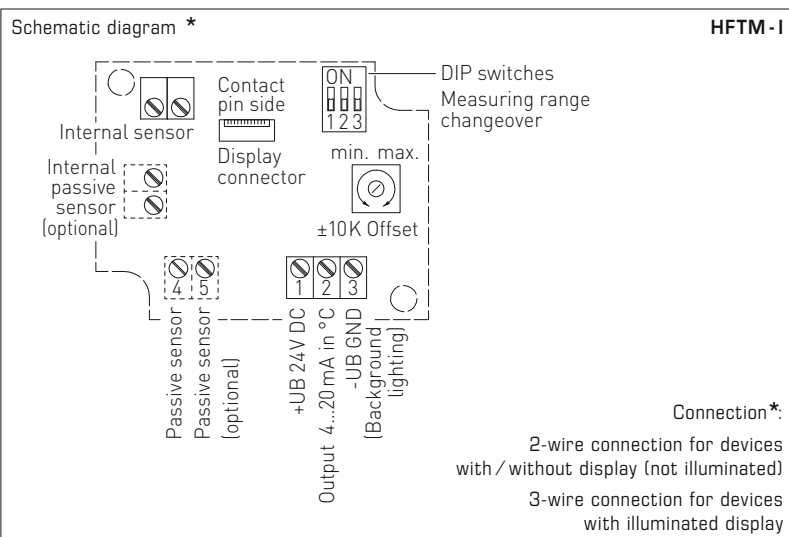 Schematic diagram *
HFTM-I
ON
1 2 3
DIP switches
Measuring range
changeover
Contact
pin side
Internal sensor
Display
connector
min. max.
±10K Offset
Internal
passive
sensor
(optional)
4 5
1 2 3
Passive sensor
Passive sensor
(optional)
+UB 24V DC
Output 4...20mA in °C
-UB GND
(Background
lighting)
Connection*:
2-wire connection for devices
with / without display (not illuminated)
3-wire connection for devices
with illuminated display